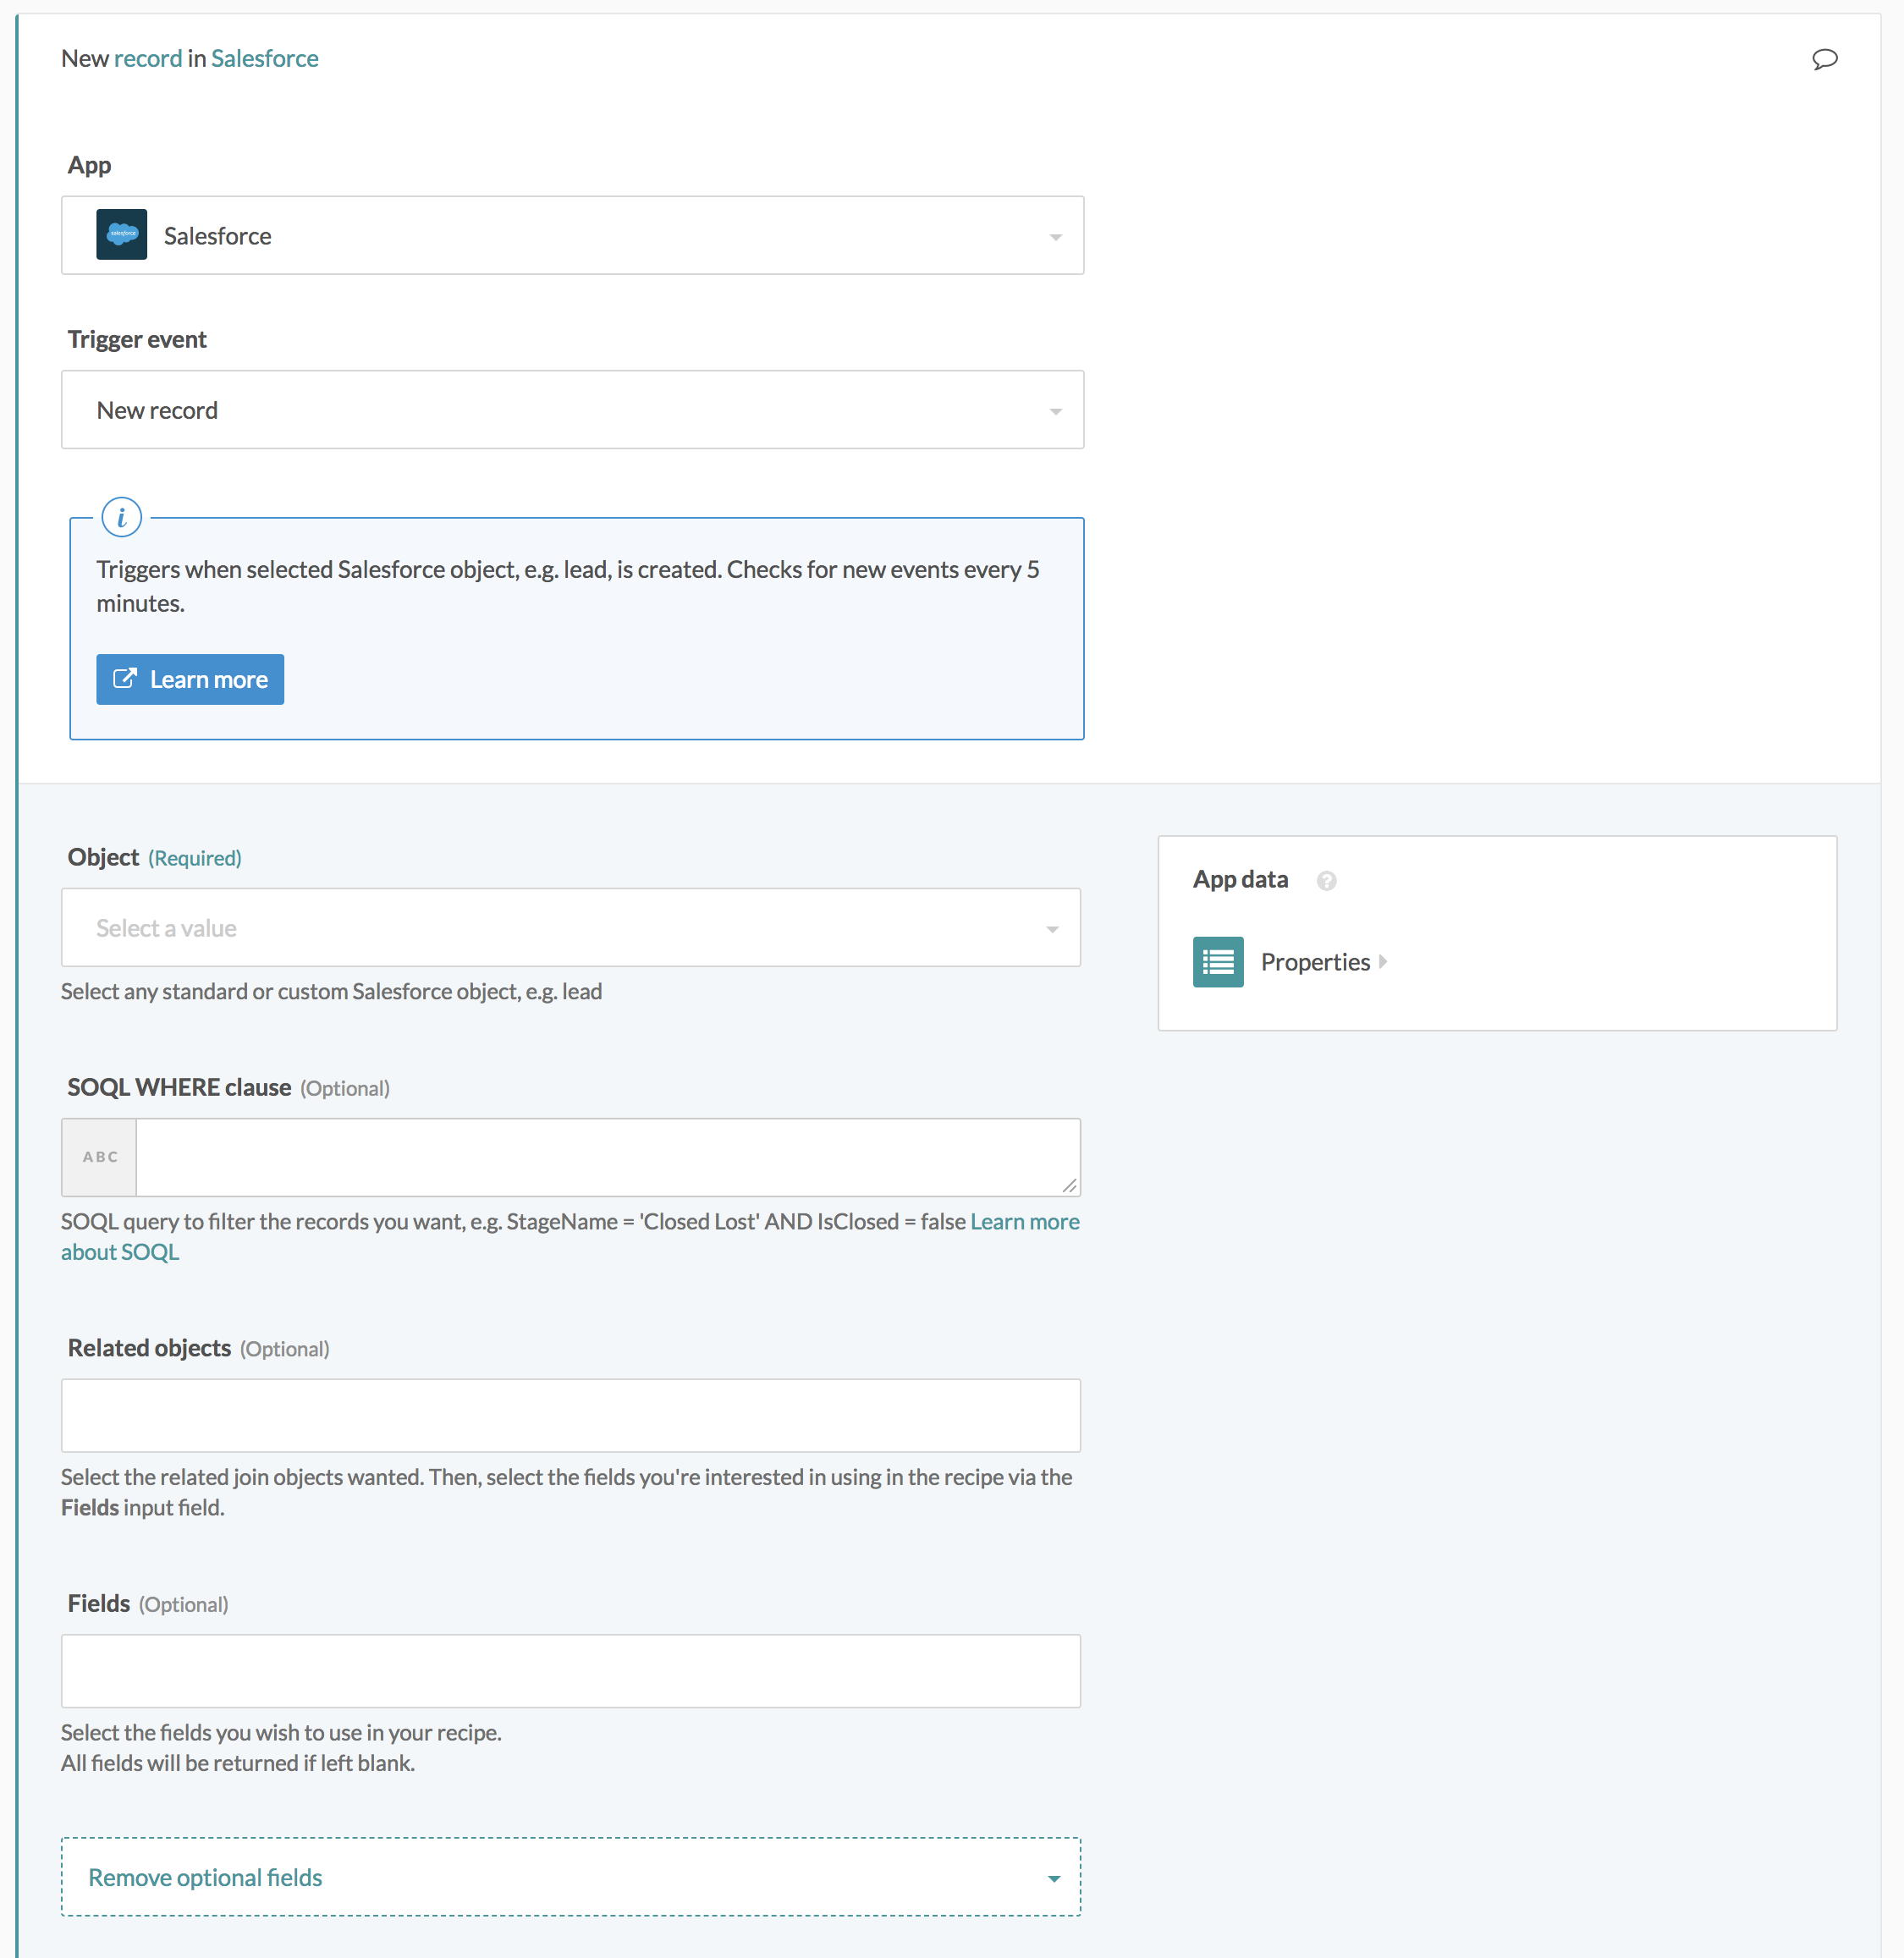 New record in Salesforce
App
salesforce
Salesforce
Trigger event
New record
i
Triggers when selected Salesforce object, e.g. lead, is created. Checks for new events every 5
minutes.
Learn more
Object (Required)
Select a value
Select any standard or custom Salesforce object, e.g. lead
App data ?
Properties
SOQL WHERE clause (Optional)
ABC
SOQL query to filter the records you want, e.g. StageName = 'Closed Lost' AND IsClosed = false Learn more
about SOQL
Related objects (Optional)
Select the related join objects wanted. Then, select the fields you're interested in using in the recipe via the
Fields input field.
Fields (Optional)
Select the fields you wish to use in your recipe.
All fields will be returned if left blank.
Remove optional fields